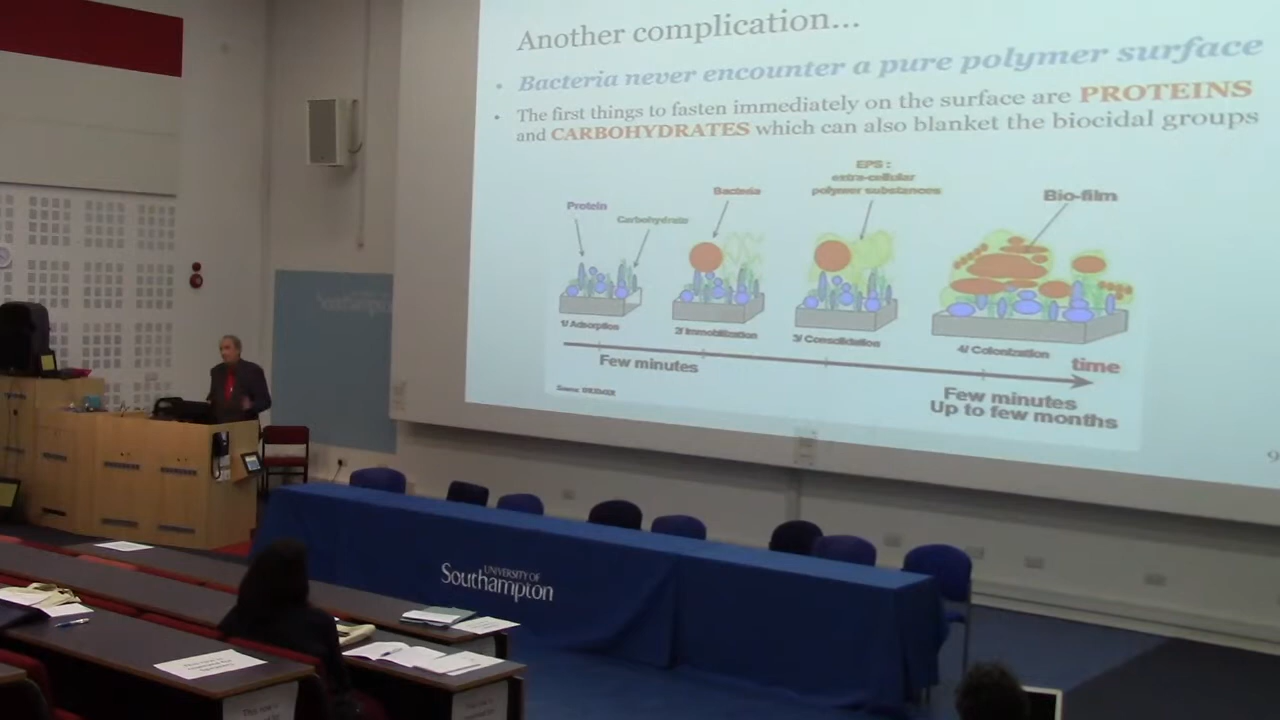 Another complication...
• Bacteria never encounter a pure polymer surface
• The first things to fasten immediately on the surface are PROTEINS
and CARBOHYDRATES which can also blanket the biocidal groups
EPS :
extra-cellular
polymer substances
Bacteria
Bio-film
Protein
Carbohydrate
1/ Adsorption
2/ Immobilization
3/ Consolidation
4/ Colonization
time
Few minutes
Few minutes
Up to few months
9
Southampton
UNIVERSITY OF
Southampton